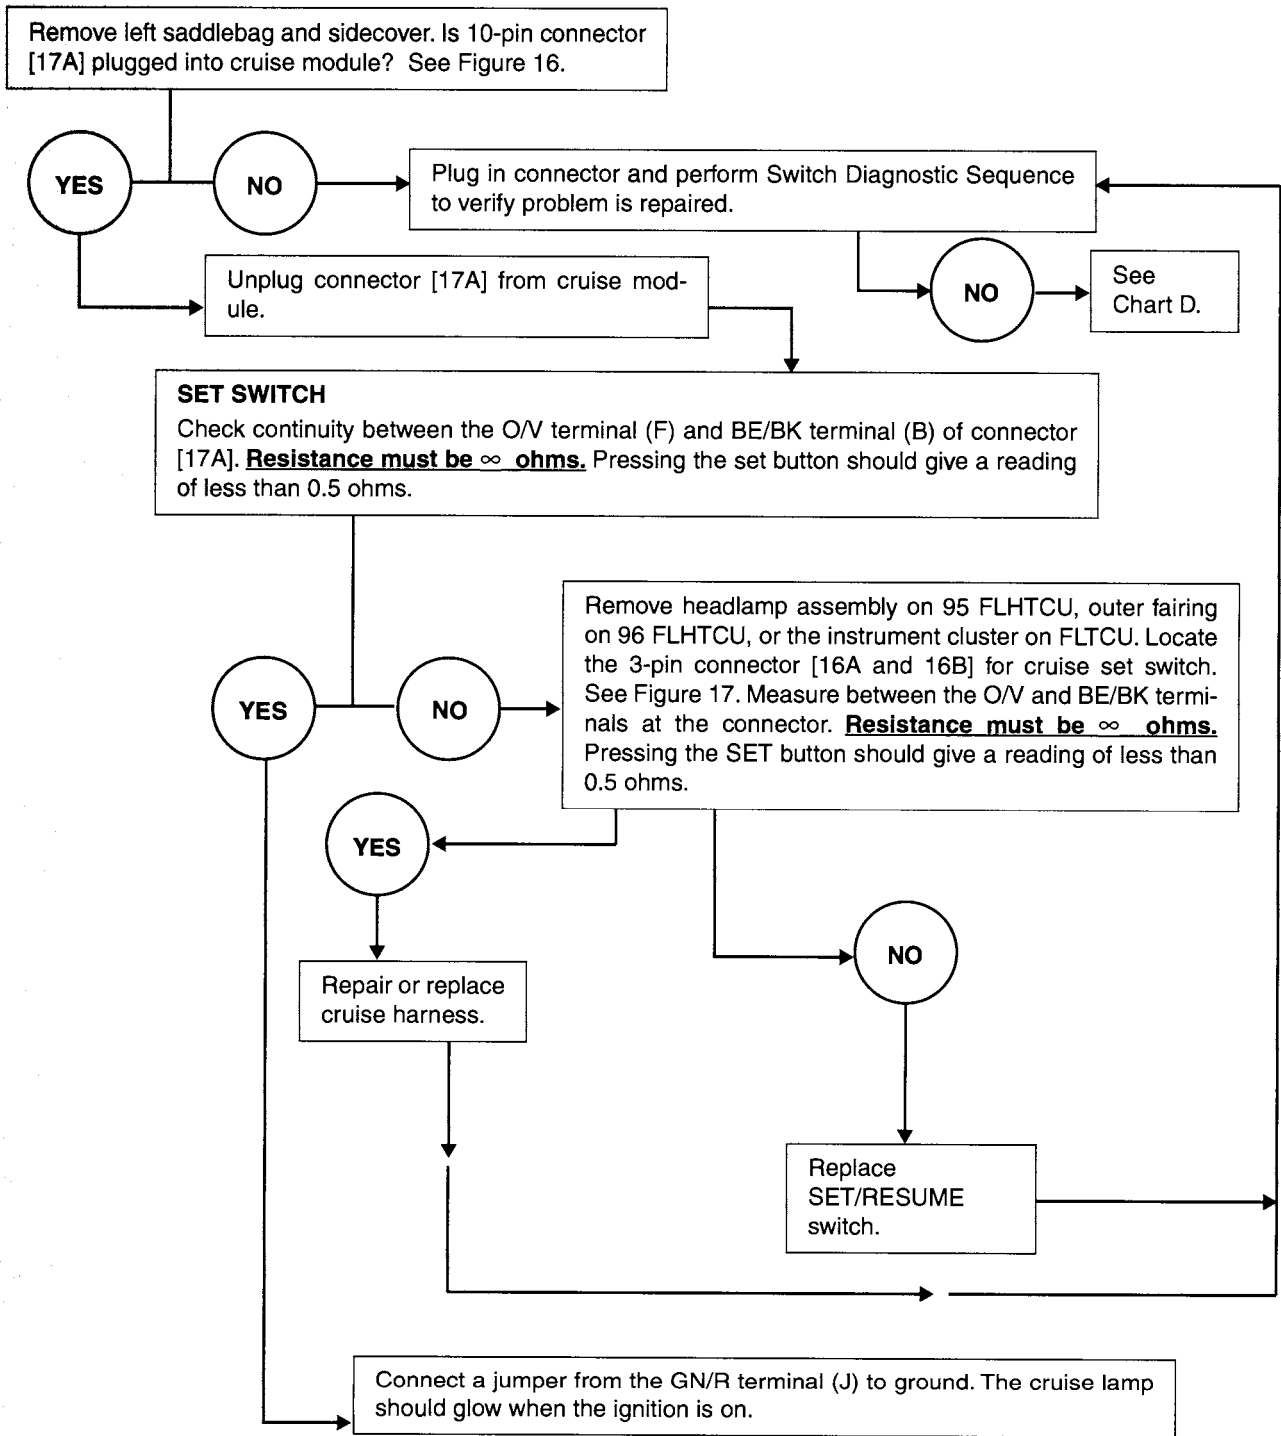 Remove left saddlebag and sidecover. Is 10-pin connector
[17A] plugged into cruise module? See Figure 16.
YES
NO
Plug in connector and perform Switch Diagnostic Sequence
to verify problem is repaired.
Unplug connector [17A] from cruise mod-
ule.
NO
See
Chart D.
SET SWITCH
Check continuity between the O/V terminal (F) and BE/BK terminal (B) of connector
[17A]. Resistance must be ∞ ohms. Pressing the set button should give a reading
of less than 0.5 ohms.
YES
NO
Remove headlamp assembly on 95 FLHTCU, outer fairing
on 96 FLHTCU, or the instrument cluster on FLTCU. Locate
the 3-pin connector [16A and 16B] for cruise set switch.
See Figure 17. Measure between the O/V and BE/BK termi-
nals at the connector. Resistance must be ∞ ohms.
Pressing the SET button should give a reading of less than
0.5 ohms.
YES
NO
Repair or replace
cruise harness.
Replace
SET/RESUME
switch.
Connect a jumper from the GN/R terminal (J) to ground. The cruise lamp
should glow when the ignition is on.